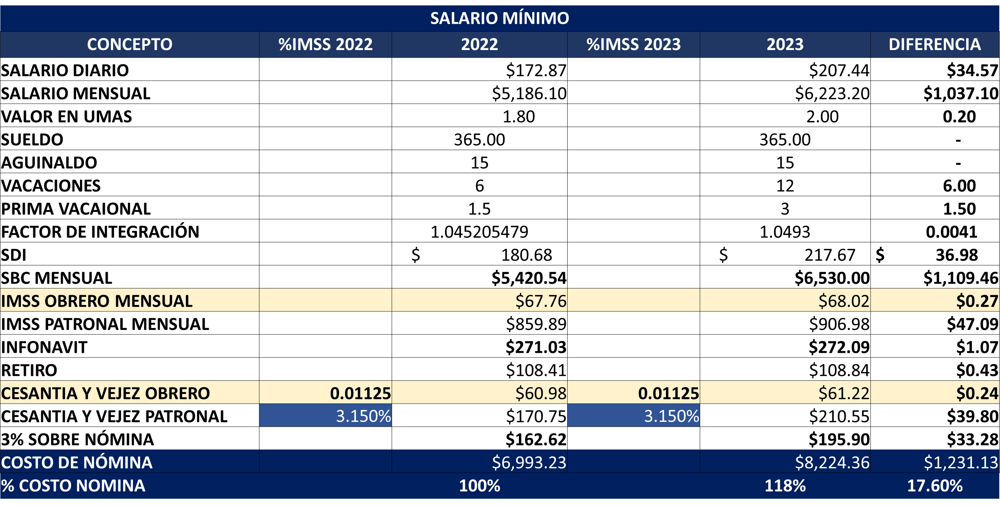 SALARIO MÍNIMO
CONCEPTO %IMSS 2022 2022 %IMSS 2023 2023 DIFERENCIA
SALARIO DIARIO $172.87 $207.44 $34.57
SALARIO MENSUAL $5,186.10 $6,223.20 $1,037.10
VALOR EN UMAS 1.80 2.00 0.20
SUELDO 365.00 365.00 -
AGUINALDO 15 15 -
VACACIONES 6 12 6.00
PRIMA VACAIONAL 1.5 3 1.50
FACTOR DE INTEGRACIÓN 1.045205479 1.0493 0.0041
SDI $ 180.68 $ 217.67 $ 36.98
SBC MENSUAL $5,420.54 $6,530.00 $1,109.46
IMSS OBRERO MENSUAL $67.76 $68.02 $0.27
IMSS PATRONAL MENSUAL $859.89 $906.98 $47.09
INFONAVIT $271.03 $272.09 $1.07
RETIRO $108.41 $108.84 $0.43
CESANTIA Y VEJEZ OBRERO 0.01125 $60.98 0.01125 $61.22 $0.24
CESANTIA Y VEJEZ PATRONAL 3.150% $170.75 3.150% $210.55 $39.80
3% SOBRE NÓMINA $162.62 $195.90 $33.28
COSTO DE NÓMINA $6,993.23 $8,224.36 $1,231.13
% COSTO NOMINA 100% 118% 17.60%